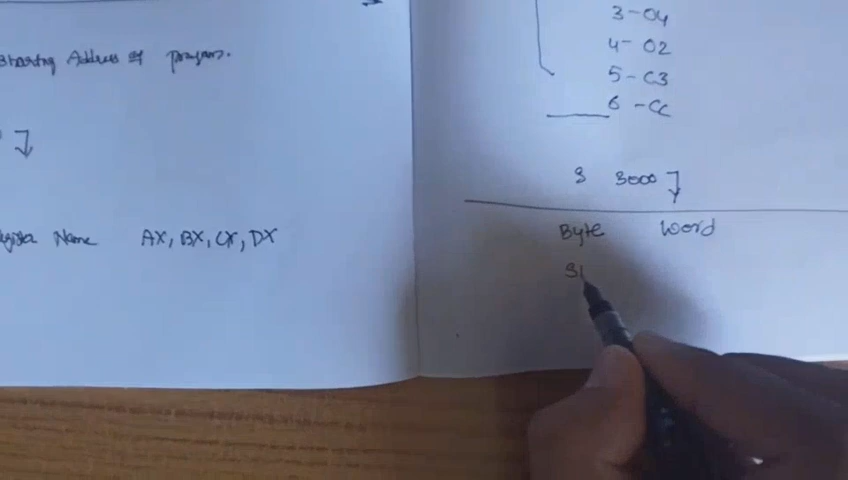 Starting Address of program.
Register Name AX, BX, CX, DX
3-04
4-02
5-C3
6-CC
S 3000
Byte Word